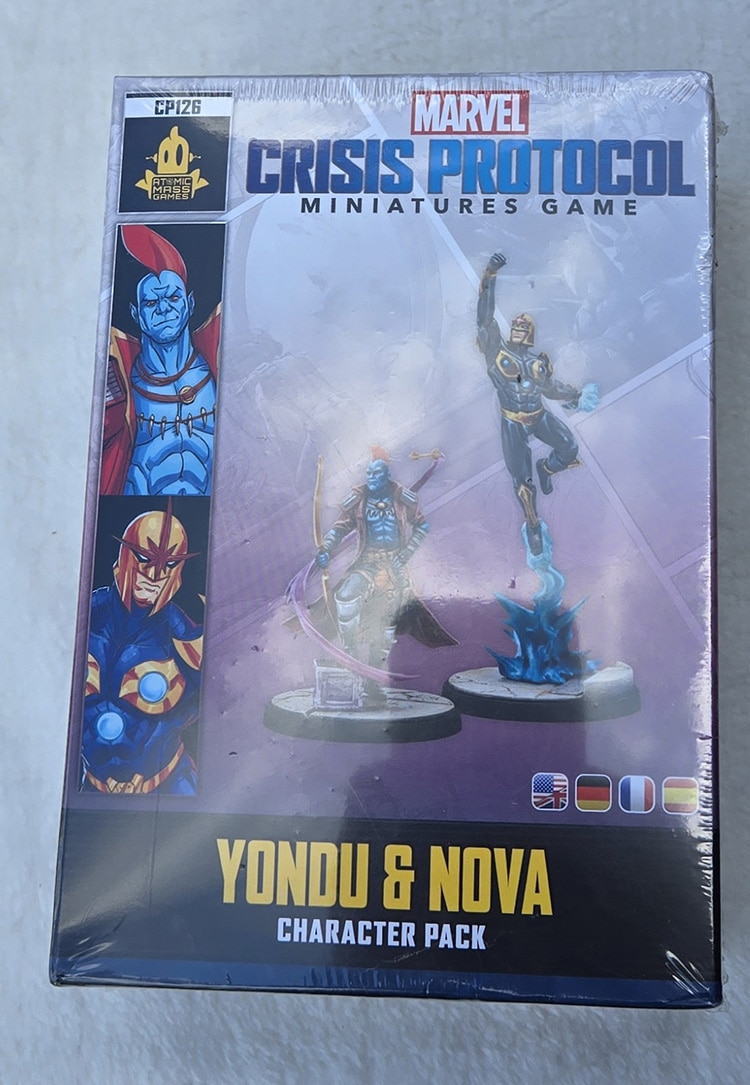 CP126
ATOMIC
MASS
GAMES
MARVEL
CRISIS PROTOCOL
MINIATURES GAME
YONDU & NOVA
CHARACTER PACK